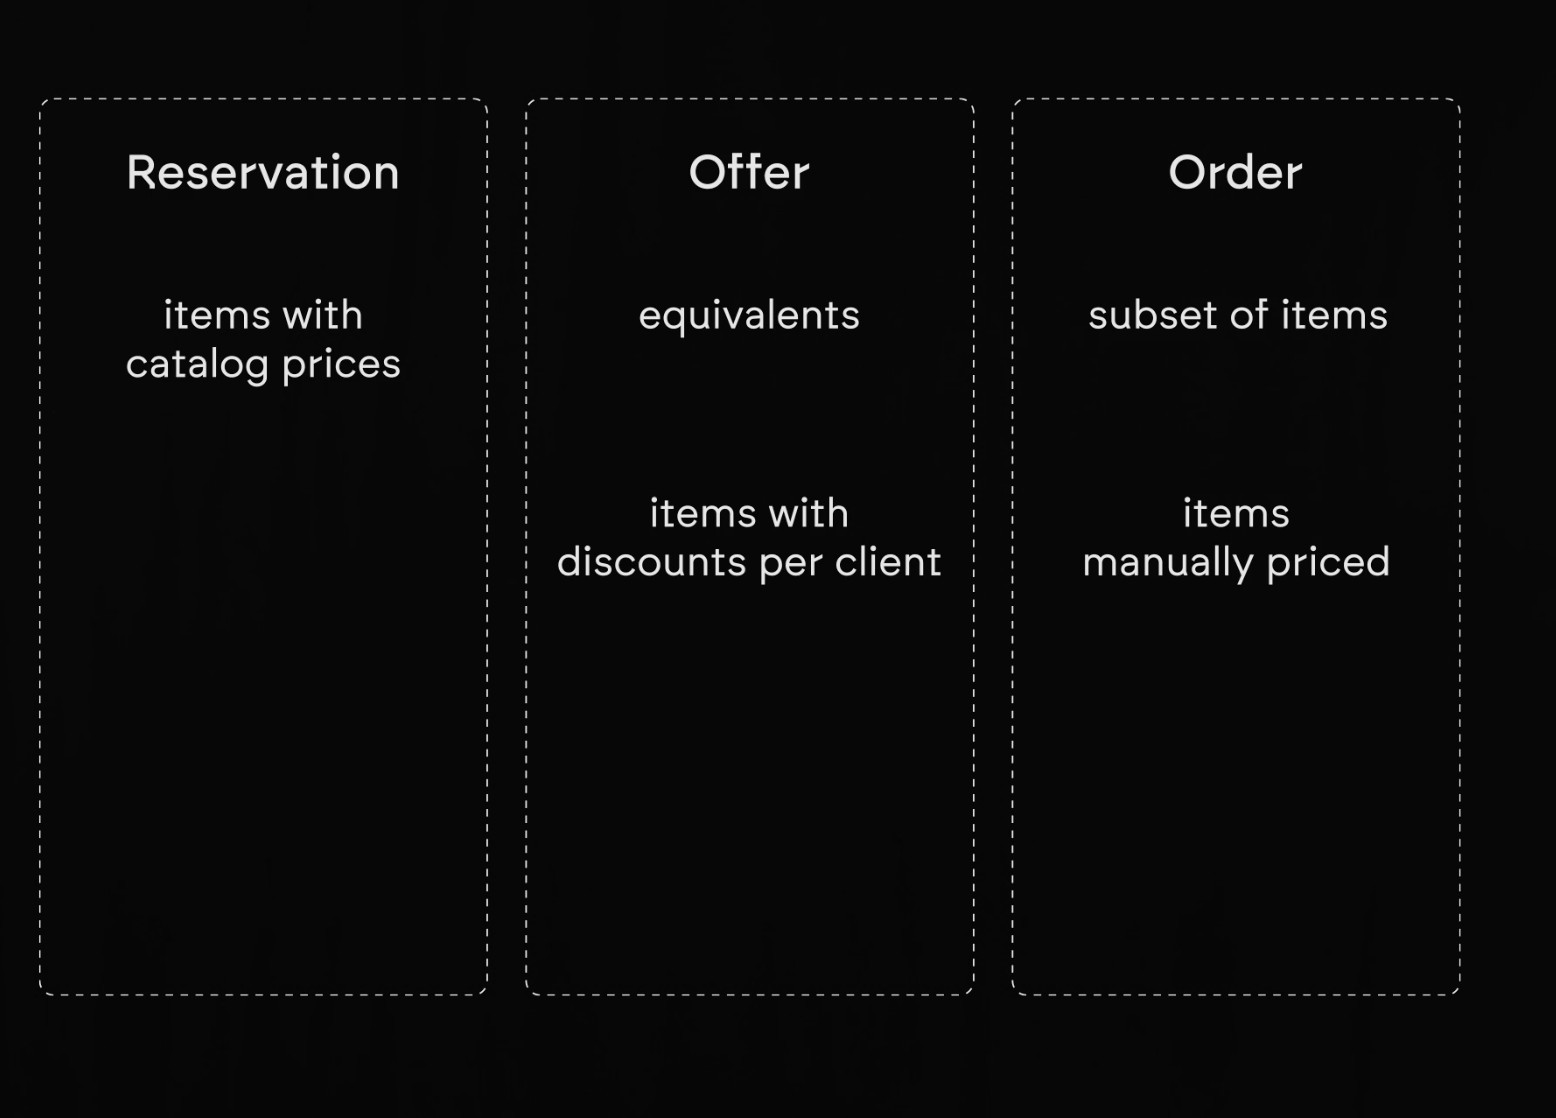 Reservation
items with
catalog prices
Offer
equivalents
items with
discounts per client
Order
subset of items
items
manually priced